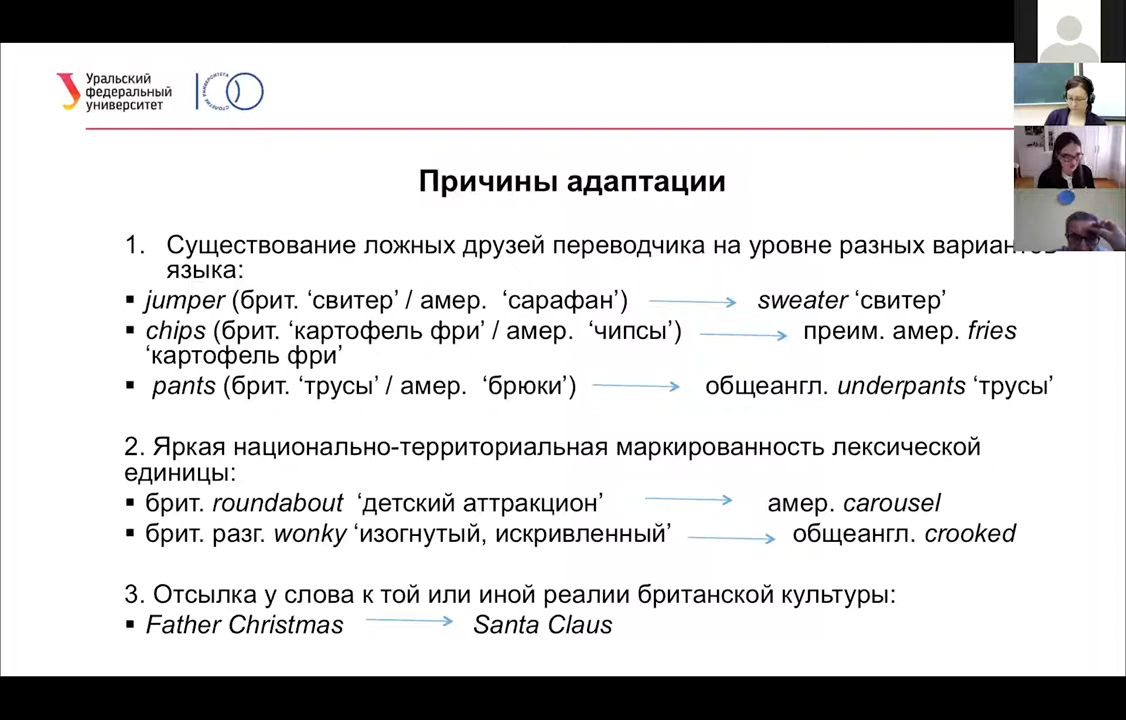 Уральский
федеральный
университет
СТОЛЕТИЕ УНИВЕРСИТЕТА
Причины адаптации
1. Существование ложных друзей переводчика на уровне разных вариантов
языка:
▪ jumper (брит. ‘свитер’ / амер. ‘сарафан’) → sweater ‘свитер’
▪ chips (брит. ‘картофель фри’ / амер. ‘чипсы’) → преим. амер. fries
‘картофель фри’
▪ pants (брит. ‘трусы’ / амер. ‘брюки’) → общеангл. underpants ‘трусы’
2. Яркая национально-территориальная маркированность лексической
единицы:
▪ брит. roundabout ‘детский аттракцион’ → амер. carousel
▪ брит. разг. wonky ‘изогнутый, искривленный’ → общеангл. crooked
3. Отсылка у слова к той или иной реалии британской культуры:
▪ Father Christmas → Santa Claus